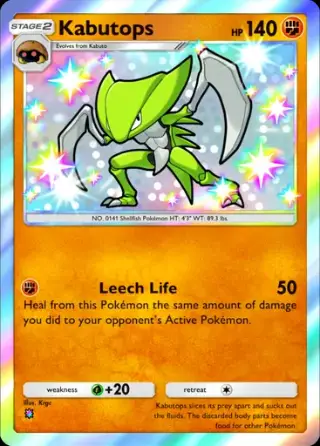 STAGE 2
Kabutops
HP 140
Evolves from Kabuto
NO. 0141 Shellfish Pokémon HT: 4'3" WT: 89.3 lbs.
Leech Life 50
Heal from this Pokémon the same amount of damage
you did to your opponent's Active Pokémon.
weakness +20
retreat
Illus. Kiga
Kabutops slices its prey apart and sucks out
the fluids. The discarded body parts become
food for other Pokémon.